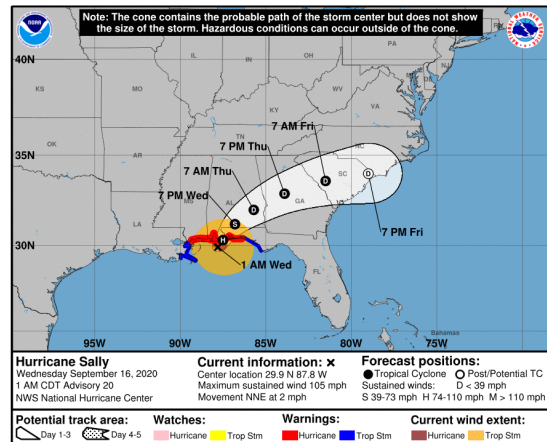 Note: The cone contains the probable path of the storm center but does not show
the size of the storm. Hazardous conditions can occur outside of the cone.
NOAA
40N
35N
30N
95W
90W
85W
80W
75W
KS
MO
IL
IN
OH
PA
WV
VA
KY
OK
AR
TN
NC
SC
MS
AL
GA
LA
FL
Bahamas
7 AM Fri
7 PM Thu
7 AM Thu
7 PM Wed
1 AM Wed
7 PM Fri
H
S
D
D
D
D
Hurricane Sally
Wednesday September 16, 2020
1 AM CDT Advisory 20
NWS National Hurricane Center
Current information: ×
Center location 29.9 N 87.8 W
Maximum sustained wind 105 mph
Movement NNE at 2 mph
Forecast positions:
Tropical Cyclone Post/Potential TC
Sustained winds: D < 39 mph
S 39-73 mph H 74-110 mph M > 110 mph
Potential track area:
Day 1-3 Day 4-5
Watches:
Hurricane Trop Stm
Warnings:
Hurricane Trop Stm
Current wind extent:
Hurricane Trop Stm